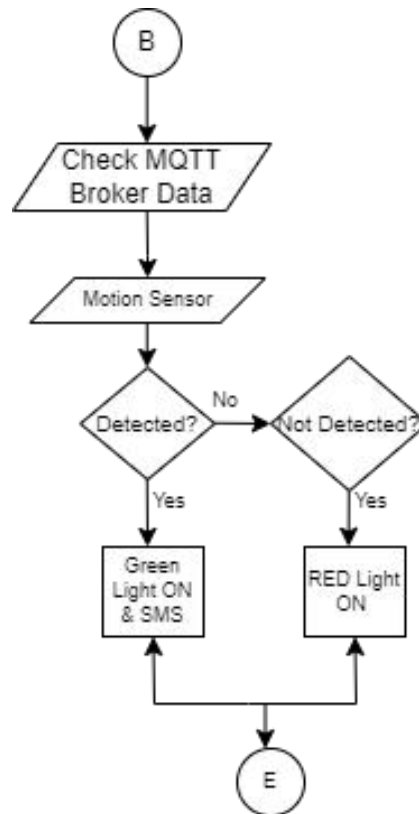 B
Check MQTT
Broker Data
Motion Sensor
Detected?
No
Not Detected?
Yes
Yes
Green
Light ON
& SMS
RED Light
ON
E